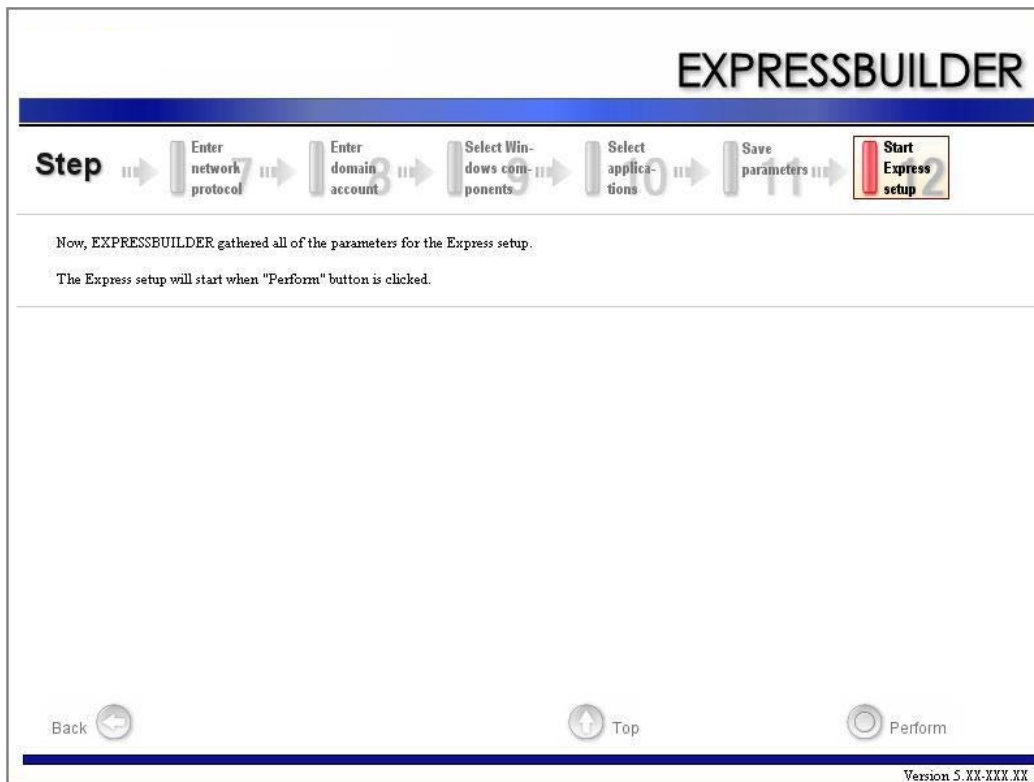 EXPRESSBUILDER
Step
Enter
network
protocol
7
Enter
domain
account
8
Select Win-
dows com-
ponents
9
Select
applica-
tions
10
Save
parameters
11
Start
Express
setup
12
Now, EXPRESSBUILDER gathered all of the parameters for the Express setup.
The Express setup will start when "Perform" button is clicked.
Back
Top
Perform
Version 5.XX-XXX.XX